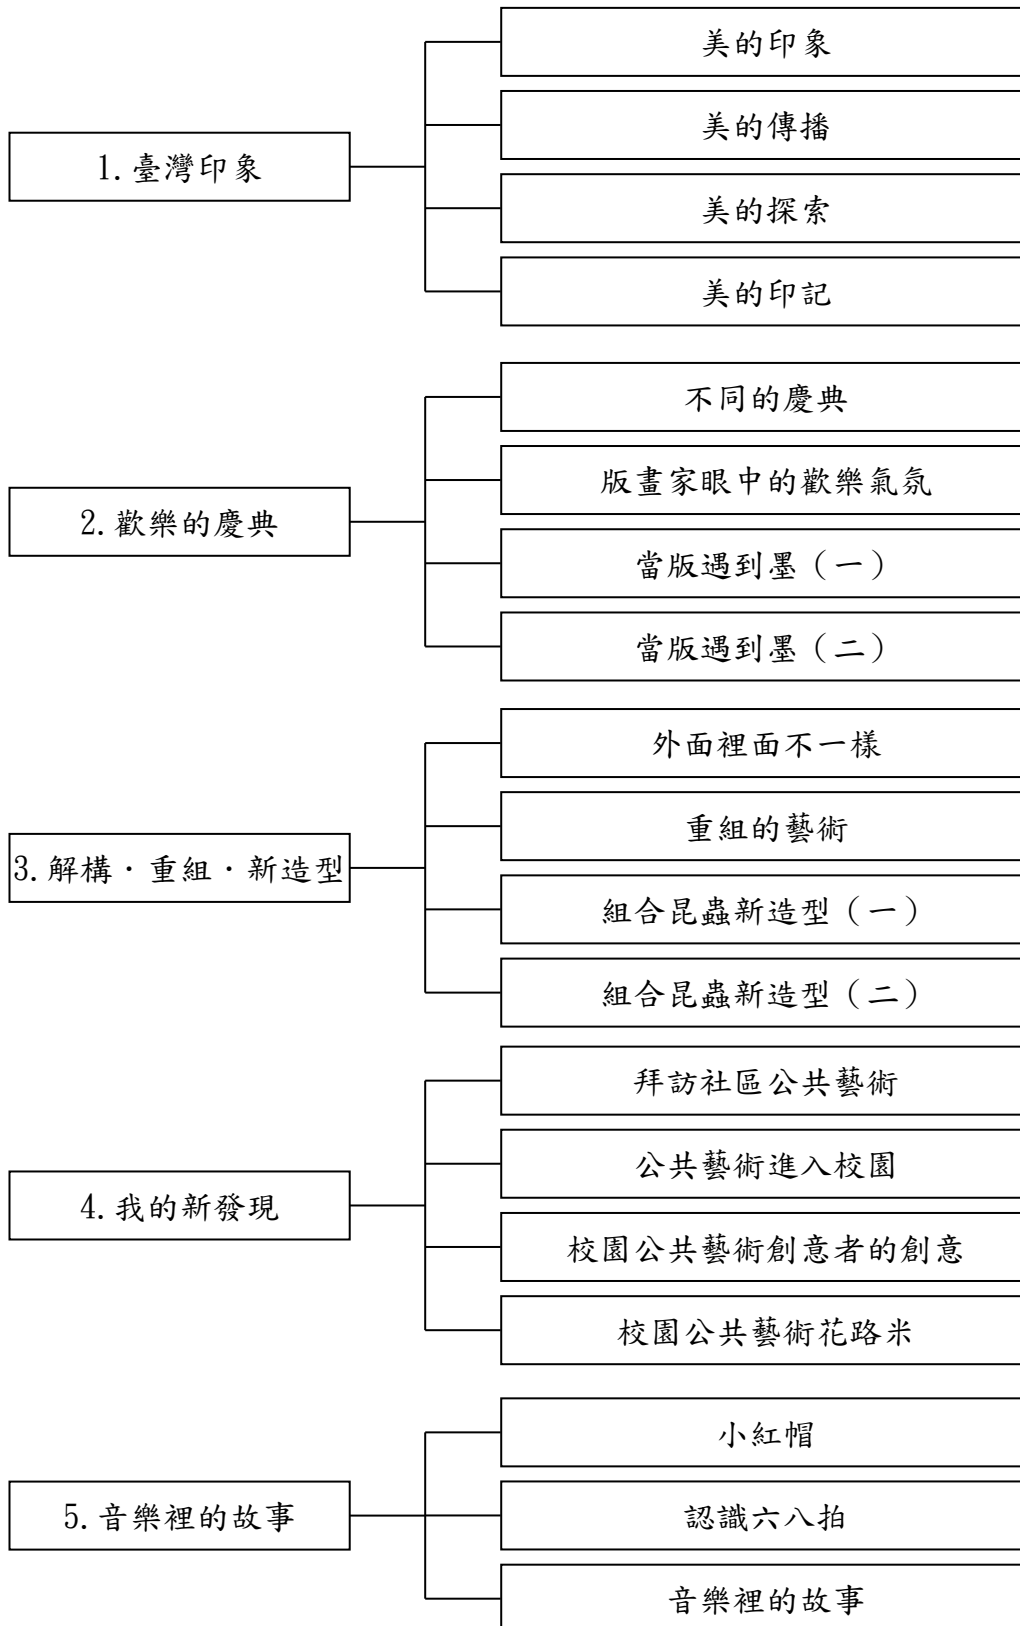 1.臺灣印象
美的印象
美的傳播
美的探索
美的印記
2.歡樂的慶典
不同的慶典
版畫家眼中的歡樂氣氛
當版遇到墨（一）
當版遇到墨（二）
3.解構．重組．新造型
外面裡面不一樣
重組的藝術
組合昆蟲新造型（一）
組合昆蟲新造型（二）
4.我的新發現
拜訪社區公共藝術
公共藝術進入校園
校園公共藝術創意者的創意
校園公共藝術花路米
5.音樂裡的故事
小紅帽
認識六八拍
音樂裡的故事